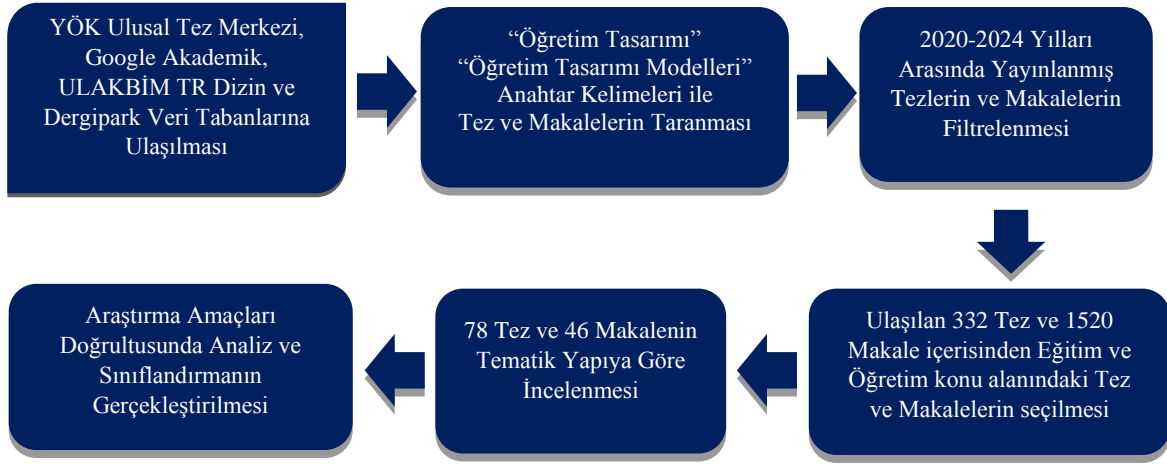 YÖK Ulusal Tez Merkezi,
Google Akademik,
ULAKBİM TR Dizin ve
Dergipark Veri Tabanlarına
Ulaşılması
“Öğretim Tasarımı”
“Öğretim Tasarımı Modelleri”
Anahtar Kelimeleri ile
Tez ve Makalelerin Taranması
2020-2024 Yılları
Arasında Yayınlanmış
Tezlerin ve Makalelerin
Filtrelenmesi
Ulaşılan 332 Tez ve 1520
Makale içerisinden Eğitim ve
Öğretim konu alanındaki Tez
ve Makalelerin seçilmesi
78 Tez ve 46 Makalenin
Tematik Yapıya Göre
İncelenmesi
Araştırma Amaçları
Doğrultusunda Analiz ve
Sınıflandırmanın
Gerçekleştirilmesi